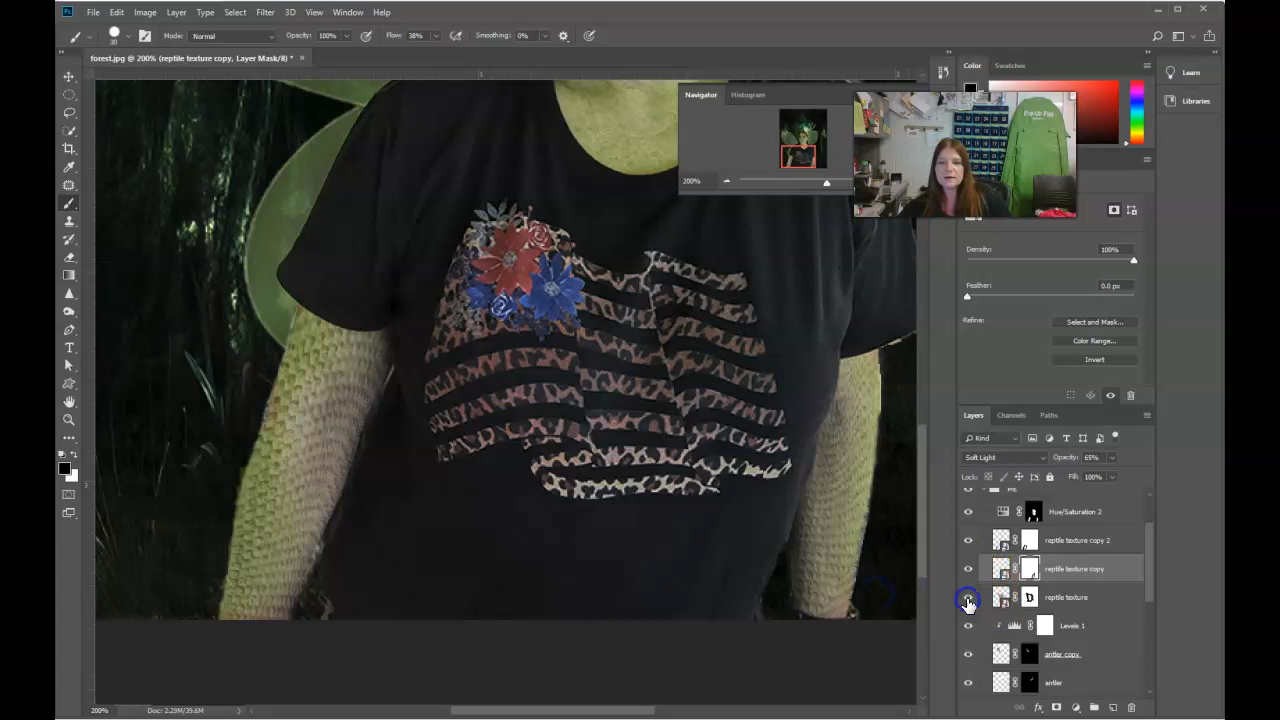 Ps File Edit Image Layer Type Select Filter 3D View Window Help
30 Mode: Normal Opacity: 100% Flow: 38% Smoothing: 0%
forest.jpg @ 200% (reptile texture copy, Layer Mask/8) * ×
1
Navigator Histogram
200%
Color Swatches
Learn
Libraries
Density: 100%
Feather: 0.0 px
Refine: Select and Mask...
Color Range...
Invert
Layers Channels Paths
Kind
Soft Light Opacity: 65%
Lock: Fill: 100%
Hue/Saturation 2
reptile texture copy 2
reptile texture copy
reptile texture
Levels 1
antler copy
antler
3
200% Doc: 2.29M/39.6M